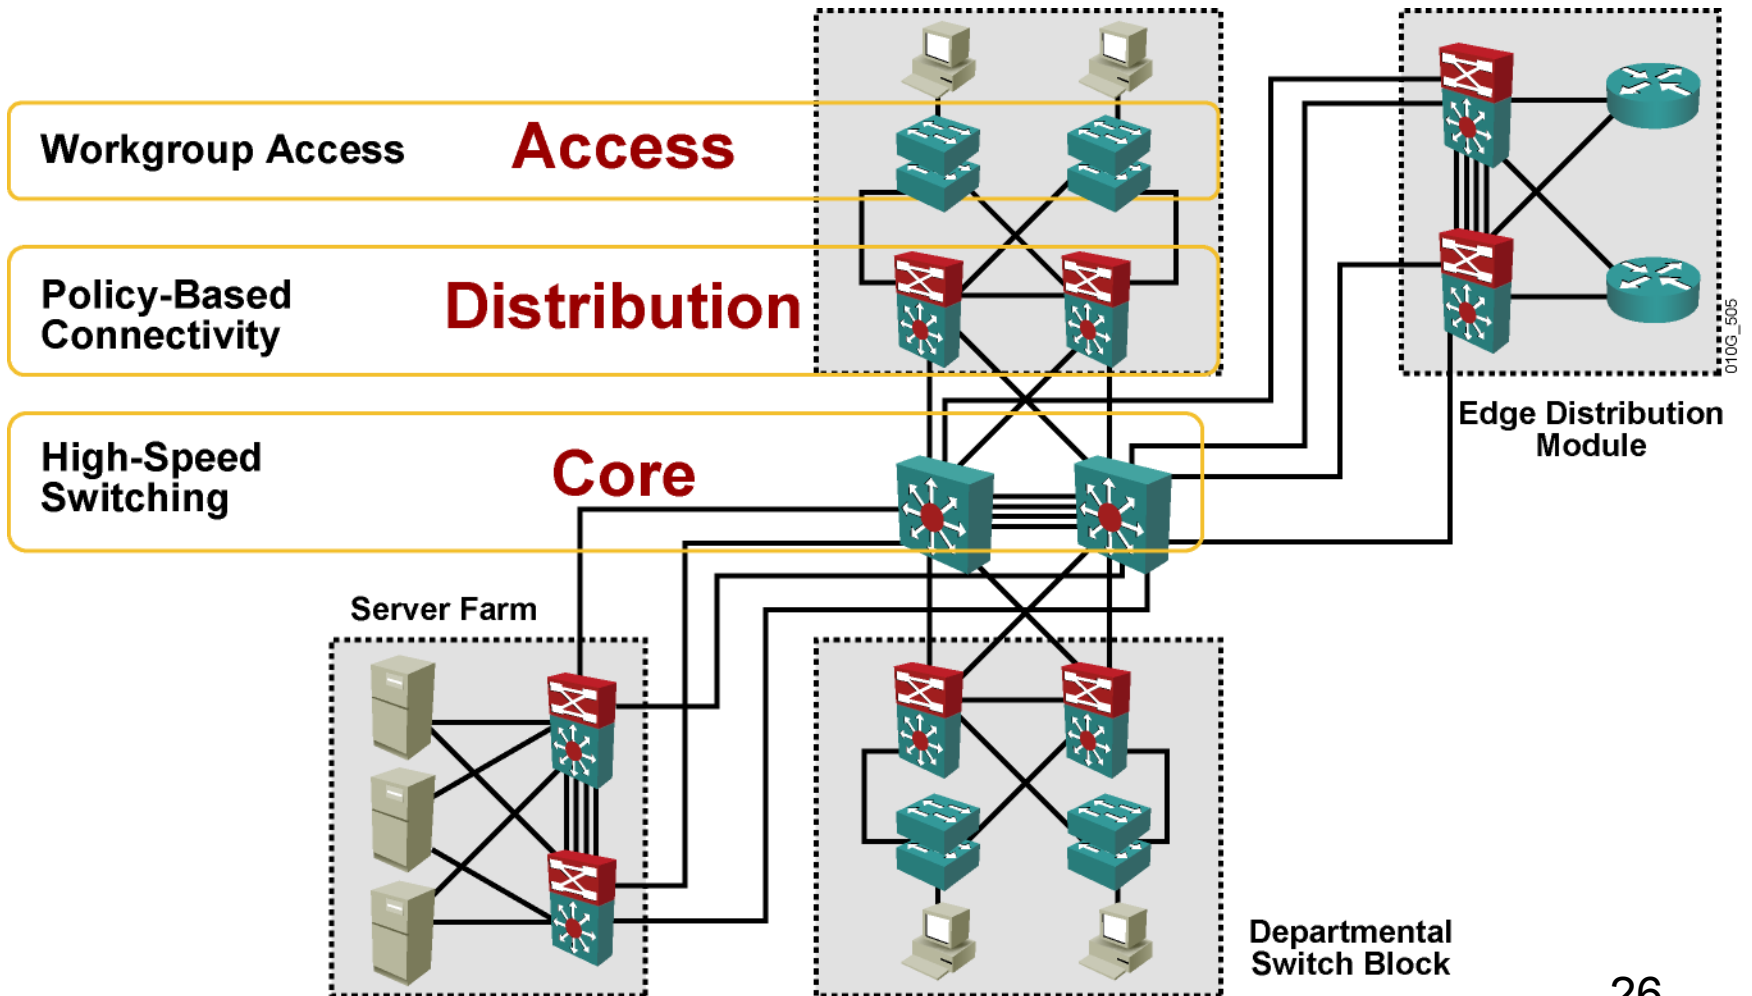 Workgroup Access
Access
Policy-Based
Connectivity
Distribution
010G_505
Edge Distribution
Module
High-Speed
Switching
Core
Server Farm
Departmental
Switch Block
26